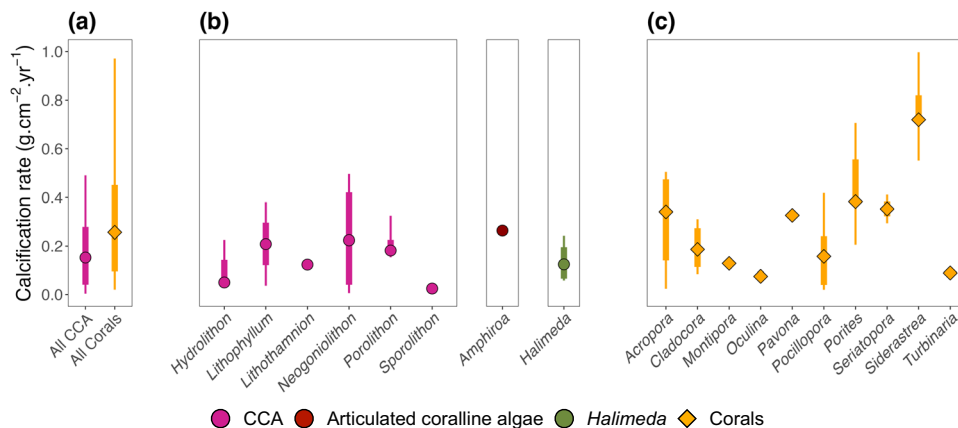 (a)
(b)
(c)
Calcification rate (g.cm⁻².yr⁻¹)
1.0
0.8
0.6
0.4
0.2
0.0
All CCA
All Corals
Hydrolithon
Lithophyllum
Lithothamnion
Neogoniolithon
Porolithon
Sporolithon
Amphiroa
Halimeda
Acropora
Cladocora
Montipora
Oculina
Pavona
Pocillopora
Porites
Seriatopora
Siderastrea
Turbinaria
CCA Articulated coralline algae Halimeda Corals